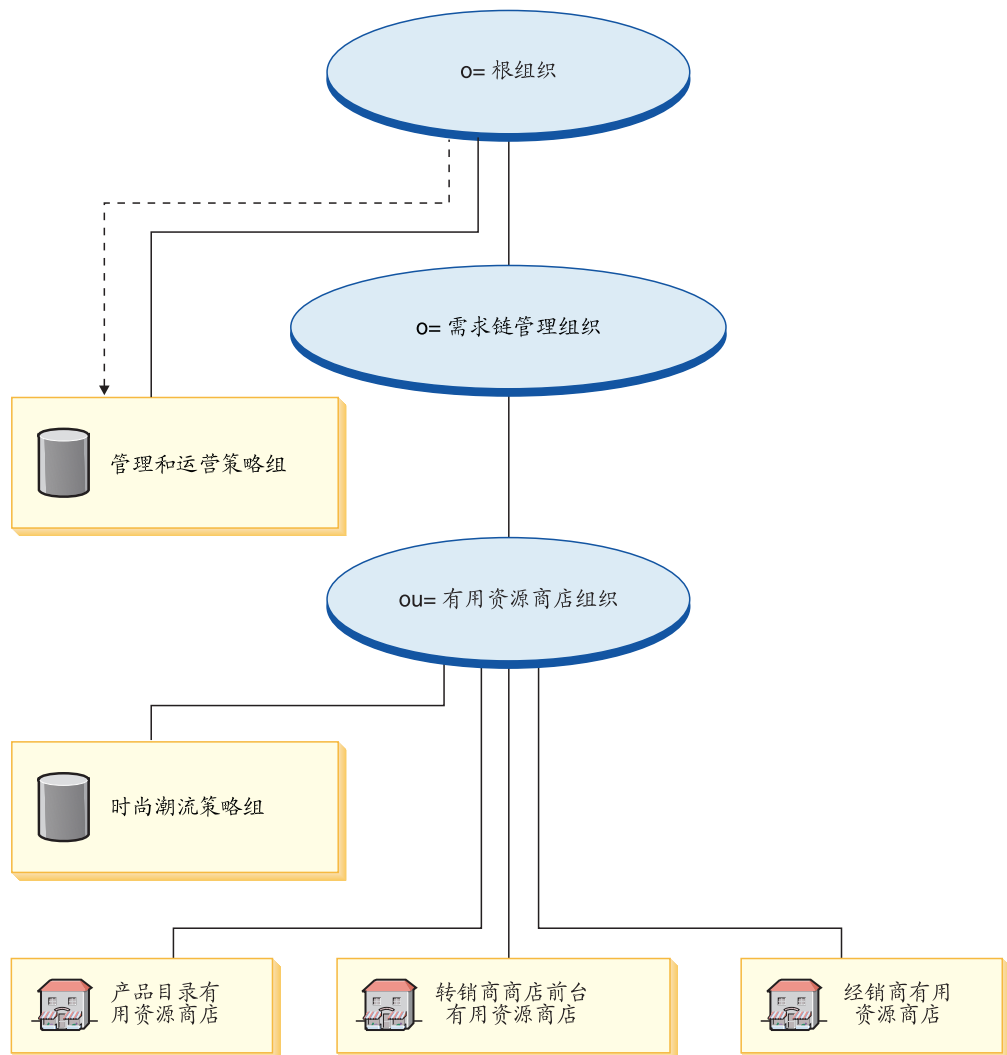 o= 根组织
o= 需求链管理组织
管理和运营策略组
ou= 有用资源商店组织
时尚潮流策略组
产品目录有
用资源商店
转销商商店前台
有用资源商店
经销商有用
资源商店